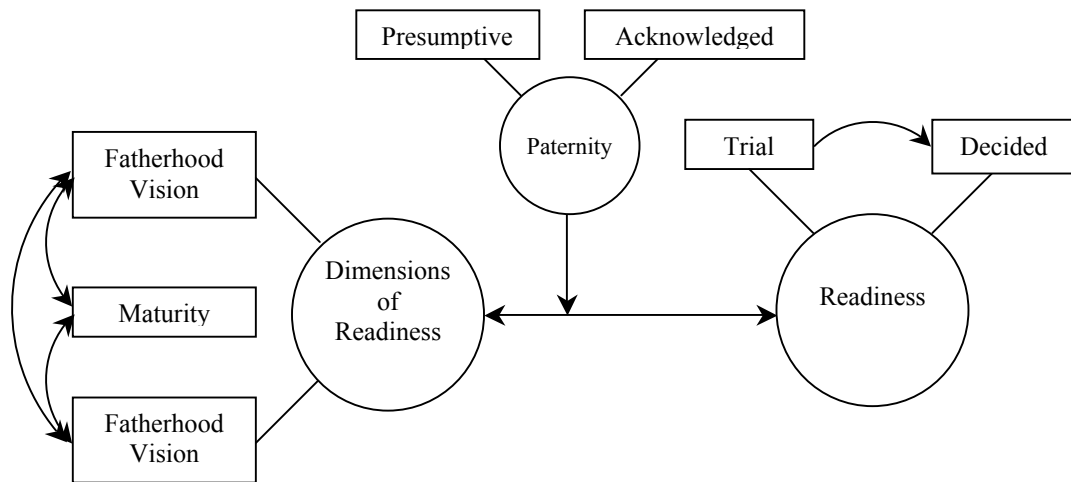 Presumptive
Acknowledged
Paternity
Trial
Decided
Fatherhood
Vision
Maturity
Fatherhood
Vision
Dimensions
of
Readiness
Readiness